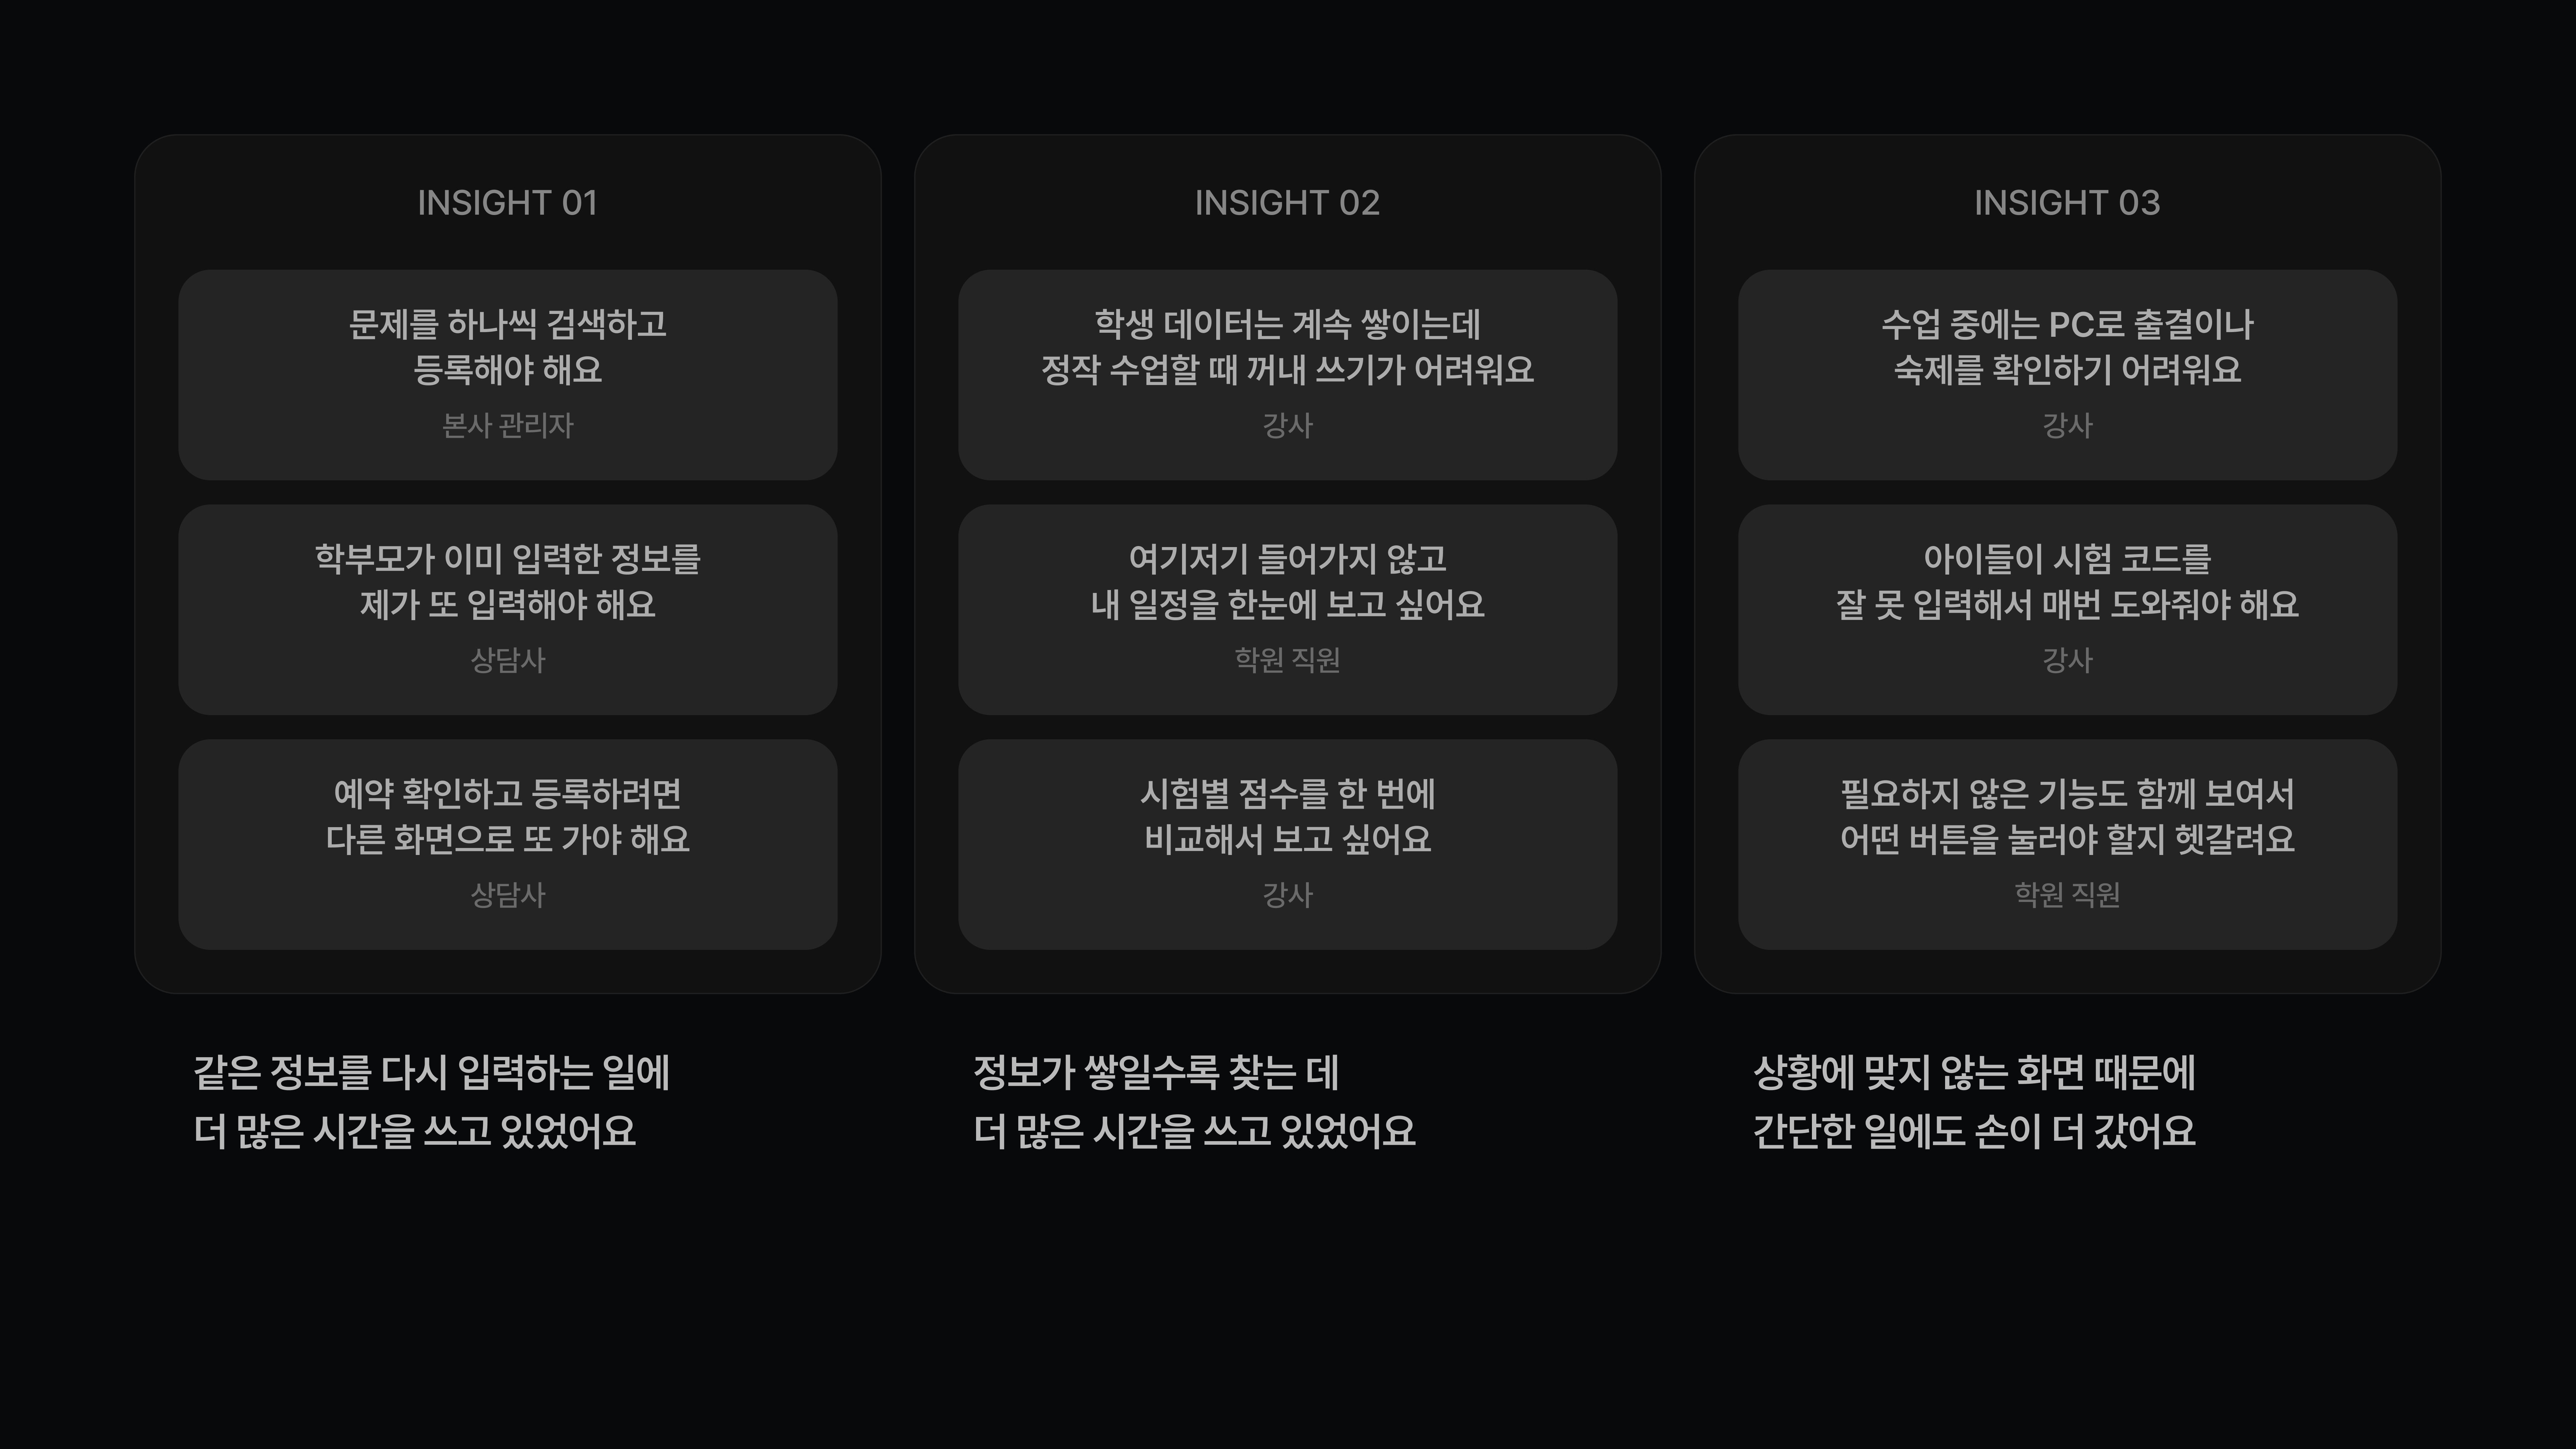 INSIGHT 01
문제를 하나씩 검색하고
등록해야 해요
본사 관리자
학부모가 이미 입력한 정보를
제가 또 입력해야 해요
상담사
예약 확인하고 등록하려면
다른 화면으로 또 가야 해요
상담사
같은 정보를 다시 입력하는 일에
더 많은 시간을 쓰고 있었어요
INSIGHT 02
학생 데이터는 계속 쌓이는데
정작 수업할 때 꺼내 쓰기가 어려워요
강사
여기저기 들어가지 않고
내 일정을 한눈에 보고 싶어요
학원 직원
시험별 점수를 한 번에
비교해서 보고 싶어요
강사
정보가 쌓일수록 찾는 데
더 많은 시간을 쓰고 있었어요
INSIGHT 03
수업 중에는 PC로 출결이나
숙제를 확인하기 어려워요
강사
아이들이 시험 코드를
잘 못 입력해서 매번 도와줘야 해요
강사
필요하지 않은 기능도 함께 보여서
어떤 버튼을 눌러야 할지 헷갈려요
학원 직원
상황에 맞지 않는 화면 때문에
간단한 일에도 손이 더 갔어요